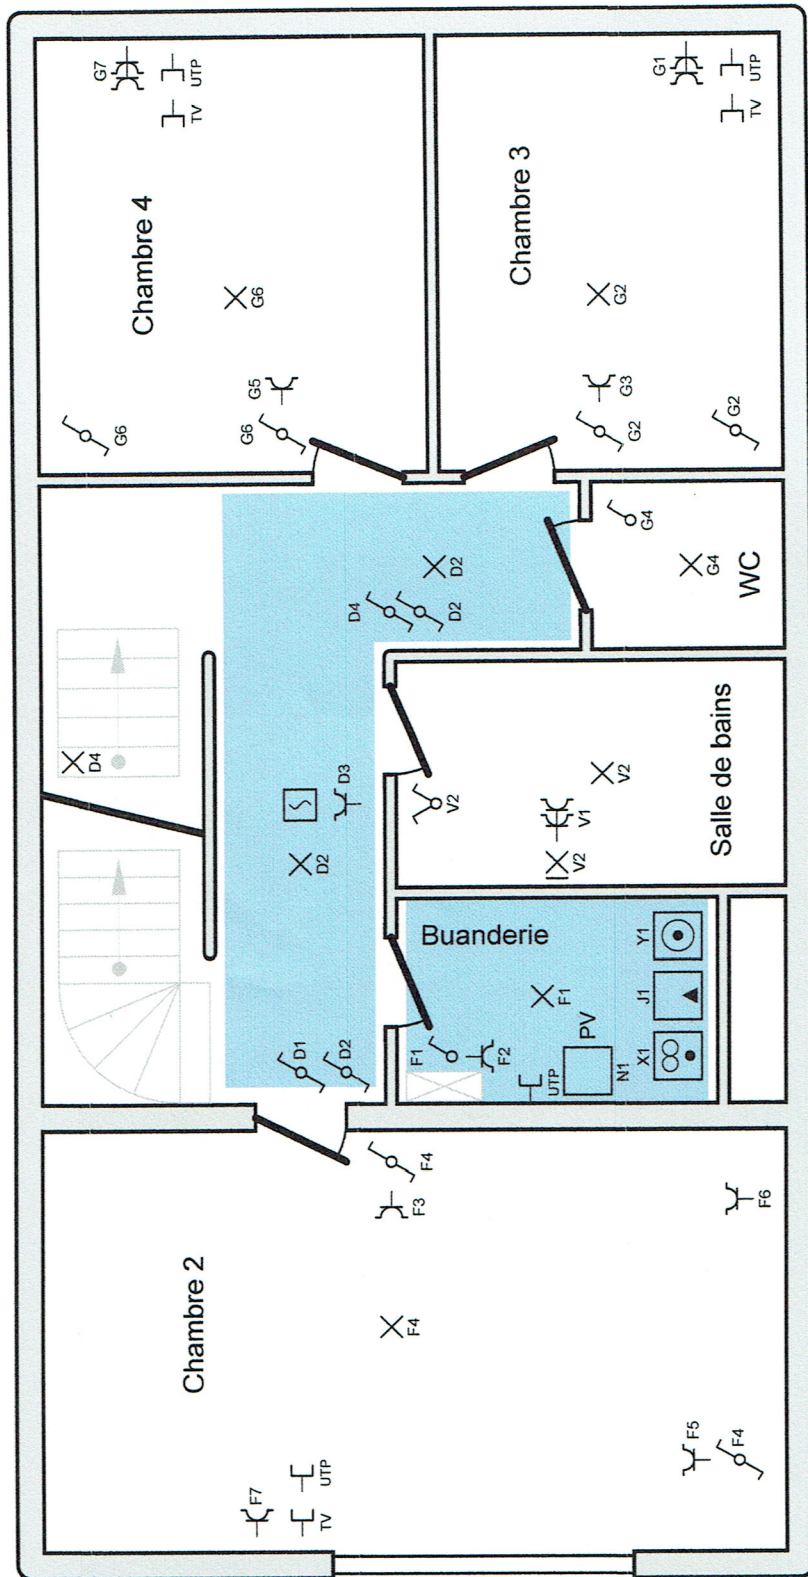 G7
UTP
TV
Chambre 4
G6
G5
G6
G6
G1
UTP
TV
Chambre 3
G2
G3
G2
G2
D4
D2
D4
D2
G4
G4
WC
D3
D2
V2
V2
V1
V2
Salle de bains
Buanderie
D1
D2
F1
F2
F1
UTP
PV
N1
Y1
J1
X1
Chambre 2
F4
F3
F4
F6
F7
UTP
TV
F5
F4